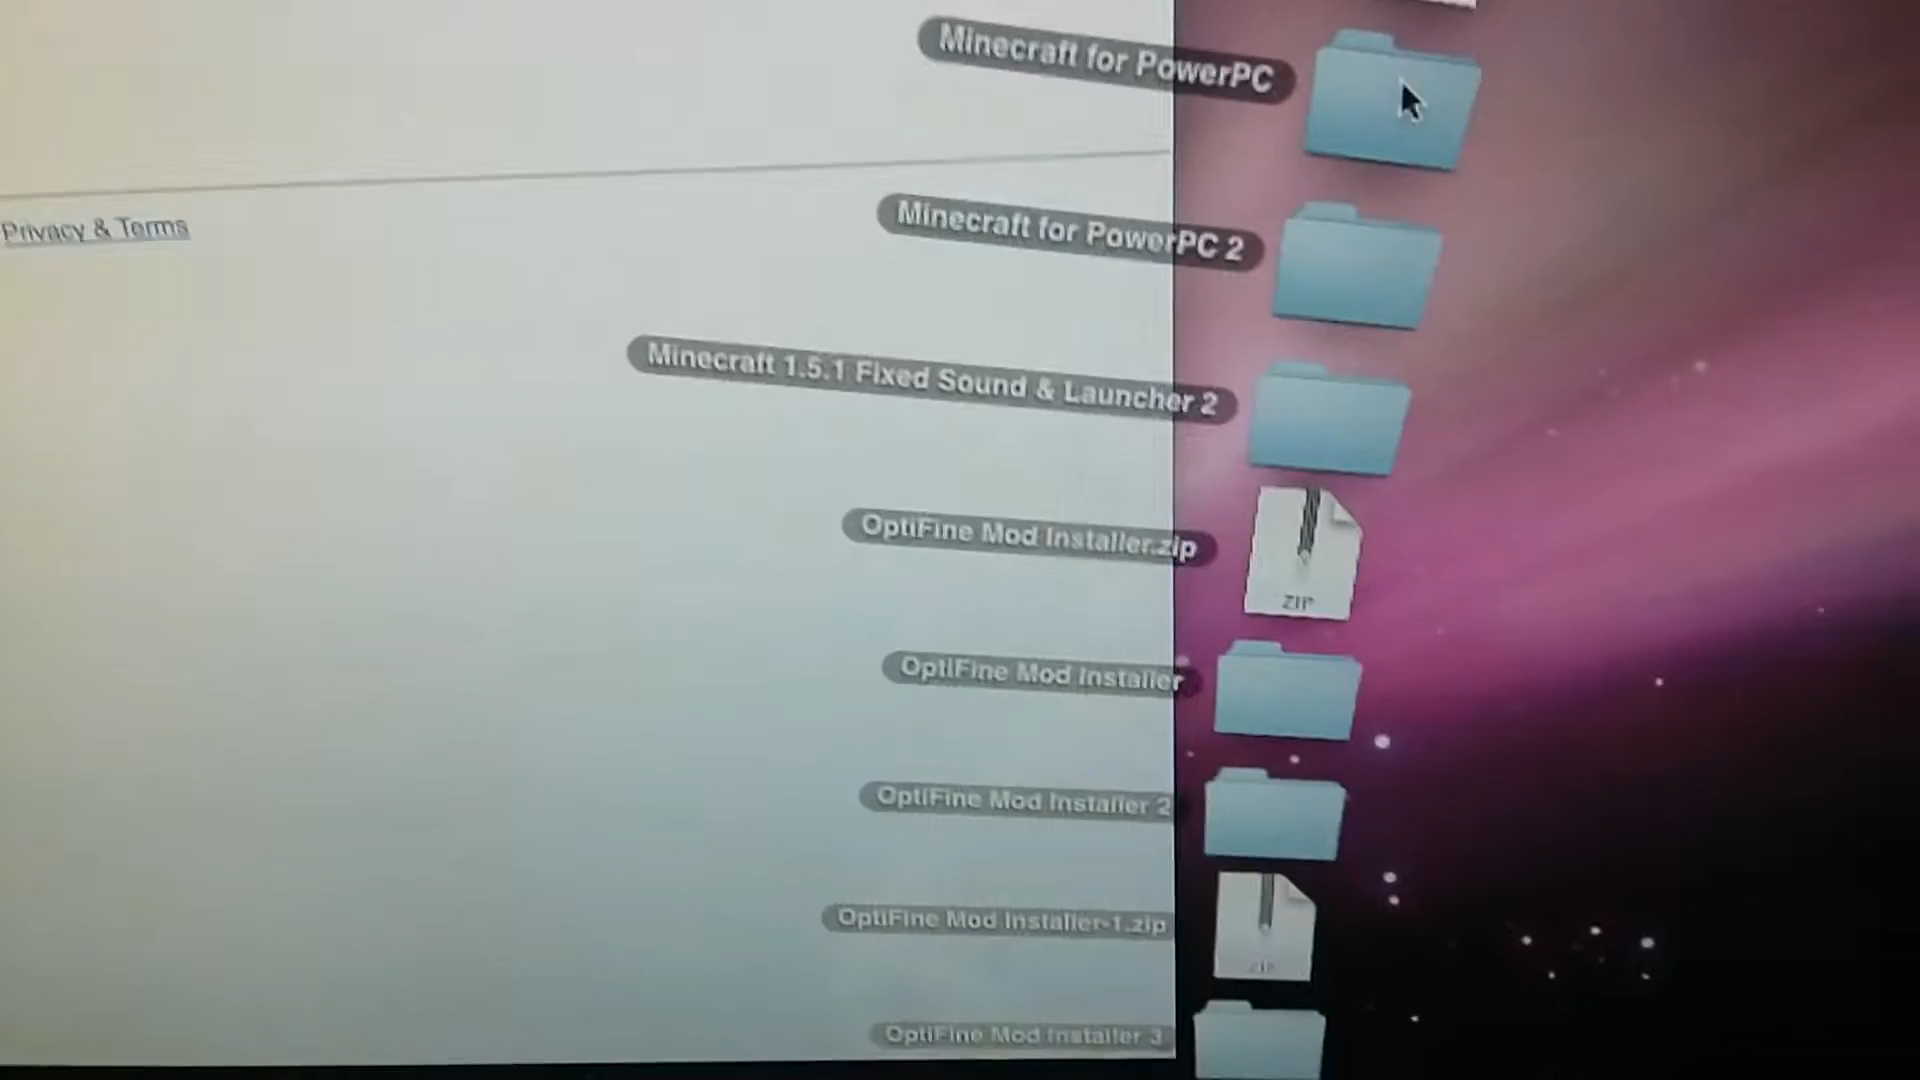 Minecraft for PowerPC
Privacy & Terms
Minecraft for PowerPC 2
Minecraft 1.5.1 Fixed Sound & Launcher 2
OptiFine Mod Installer.zip
ZIP
OptiFine Mod Installer
OptiFine Mod Installer 2
OptiFine Mod Installer-1.zip
ZIP
OptiFine Mod Installer 3